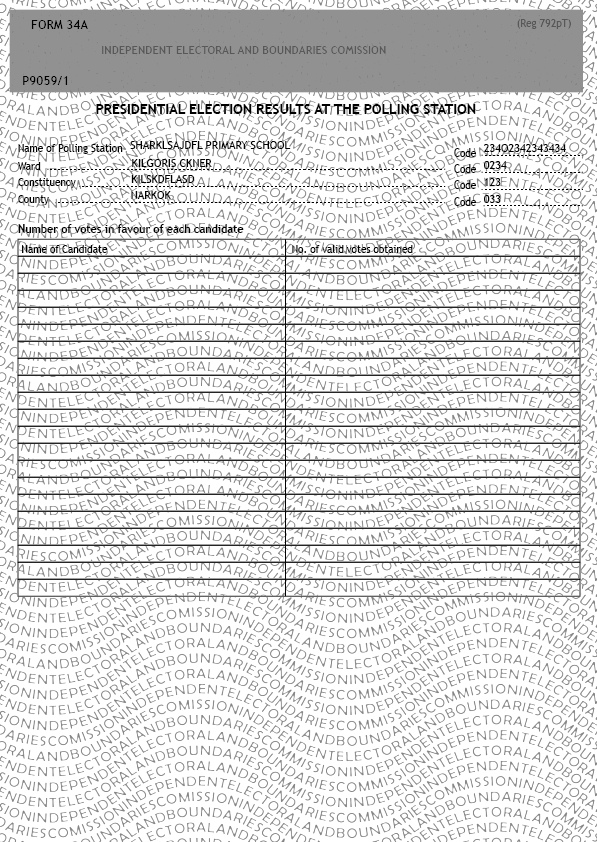 FORM 34A
(Reg 792pT)
INDEPENDENT ELECTORAL AND BOUNDARIES COMISSION
P9059/1
PRESIDENTIAL ELECTION RESULTS AT THE POLLING STATION
Name of Polling Station SHARKLSAJDFL PRIMARY SCHOOL Code 23402342343434
Ward KILGORIS CKNER Code 0234
Constituency KJLSKDFLASD Code 123
County NARKOK Code 033
Number of votes in favour of each candidate
Name of Candidate No. of valid votes obtained